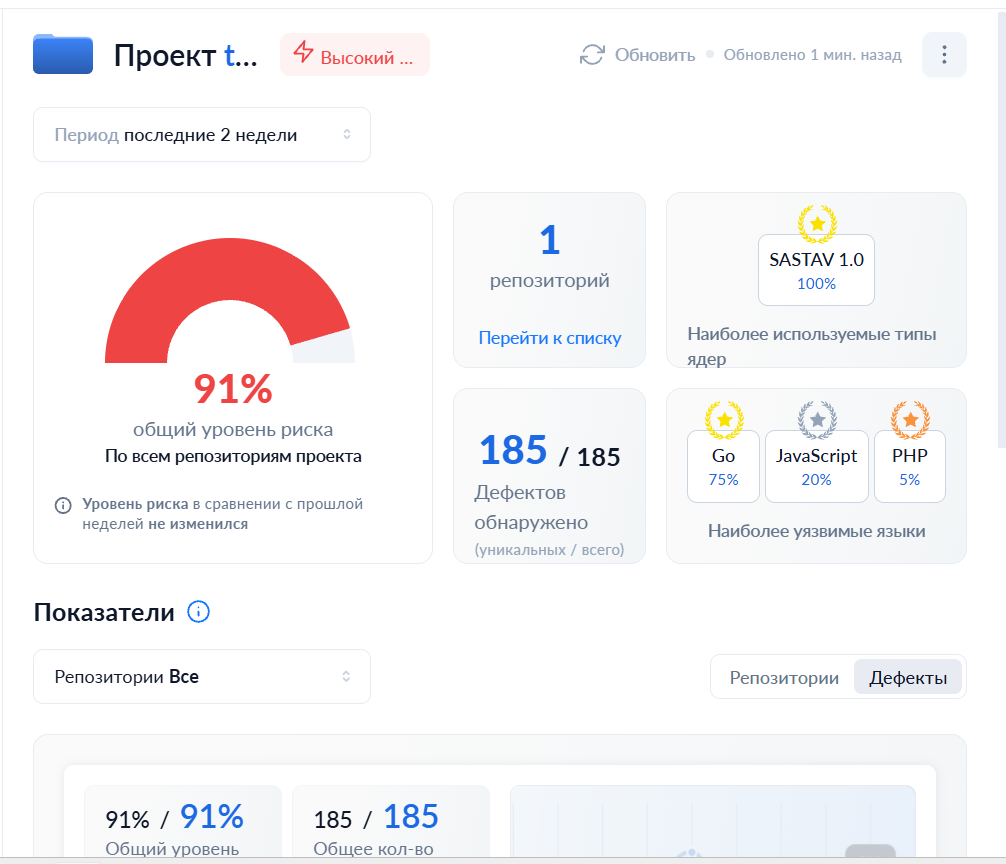 Проект t...
Высокий ...
Обновить
Обновлено 1 мин. назад
Период последние 2 недели
91%
общий уровень риска
По всем репозиториям проекта
Уровень риска в сравнении с прошлой
неделей не изменился
1
репозиторий
Перейти к списку
SASTAV 1.0
100%
Наиболее используемые типы
ядер
185 / 185
Дефектов
обнаружено
(уникальных / всего)
Go
75%
JavaScript
20%
PHP
5%
Наиболее уязвимые языки
Показатели
Репозитории Все
Репозитории
Дефекты
91% / 91%
Общий уровень
185 / 185
Общее кол-во